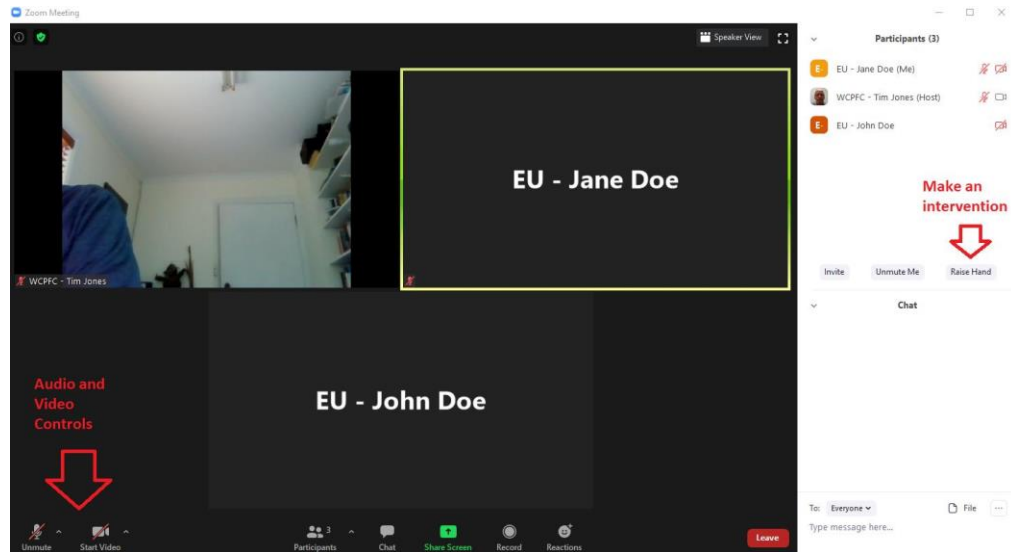 Zoom Meeting
Speaker View
Participants (3)
E-
EU - Jane Doe (Me)
WCPFC - Tim Jones (Host)
E-
EU - John Doe
EU - Jane Doe
WCPFC - Tim Jones
Make an
intervention
Invite
Unmute Me
Raise Hand
Chat
EU - John Doe
Audio and
Video
Controls
To: Everyone
File
Type message here...
Unmute
Start Video
3
Participants
Chat
Share Screen
Record
Reactions
Leave